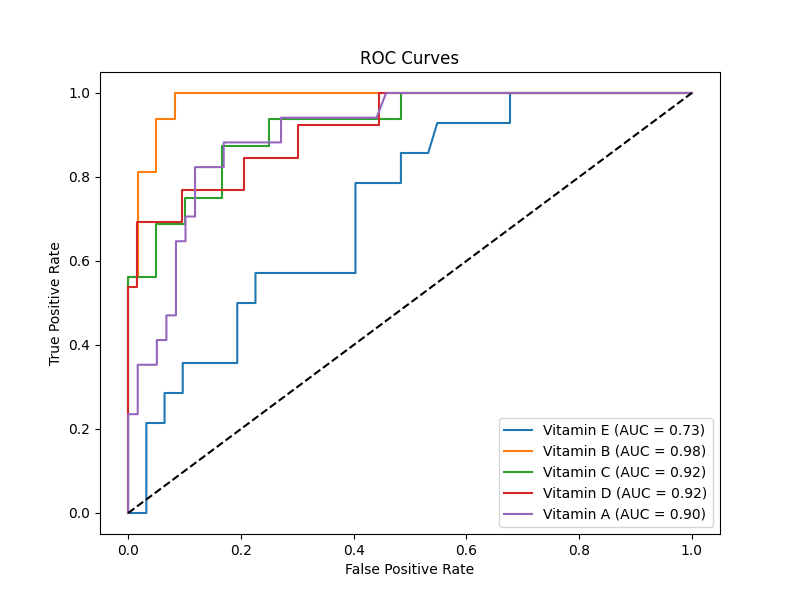 ROC Curves
1.0
0.8
0.6
0.4
0.2
0.0
True Positive Rate
0.0 0.2 0.4 0.6 0.8 1.0
False Positive Rate
Vitamin E (AUC = 0.73)
Vitamin B (AUC = 0.98)
Vitamin C (AUC = 0.92)
Vitamin D (AUC = 0.92)
Vitamin A (AUC = 0.90)